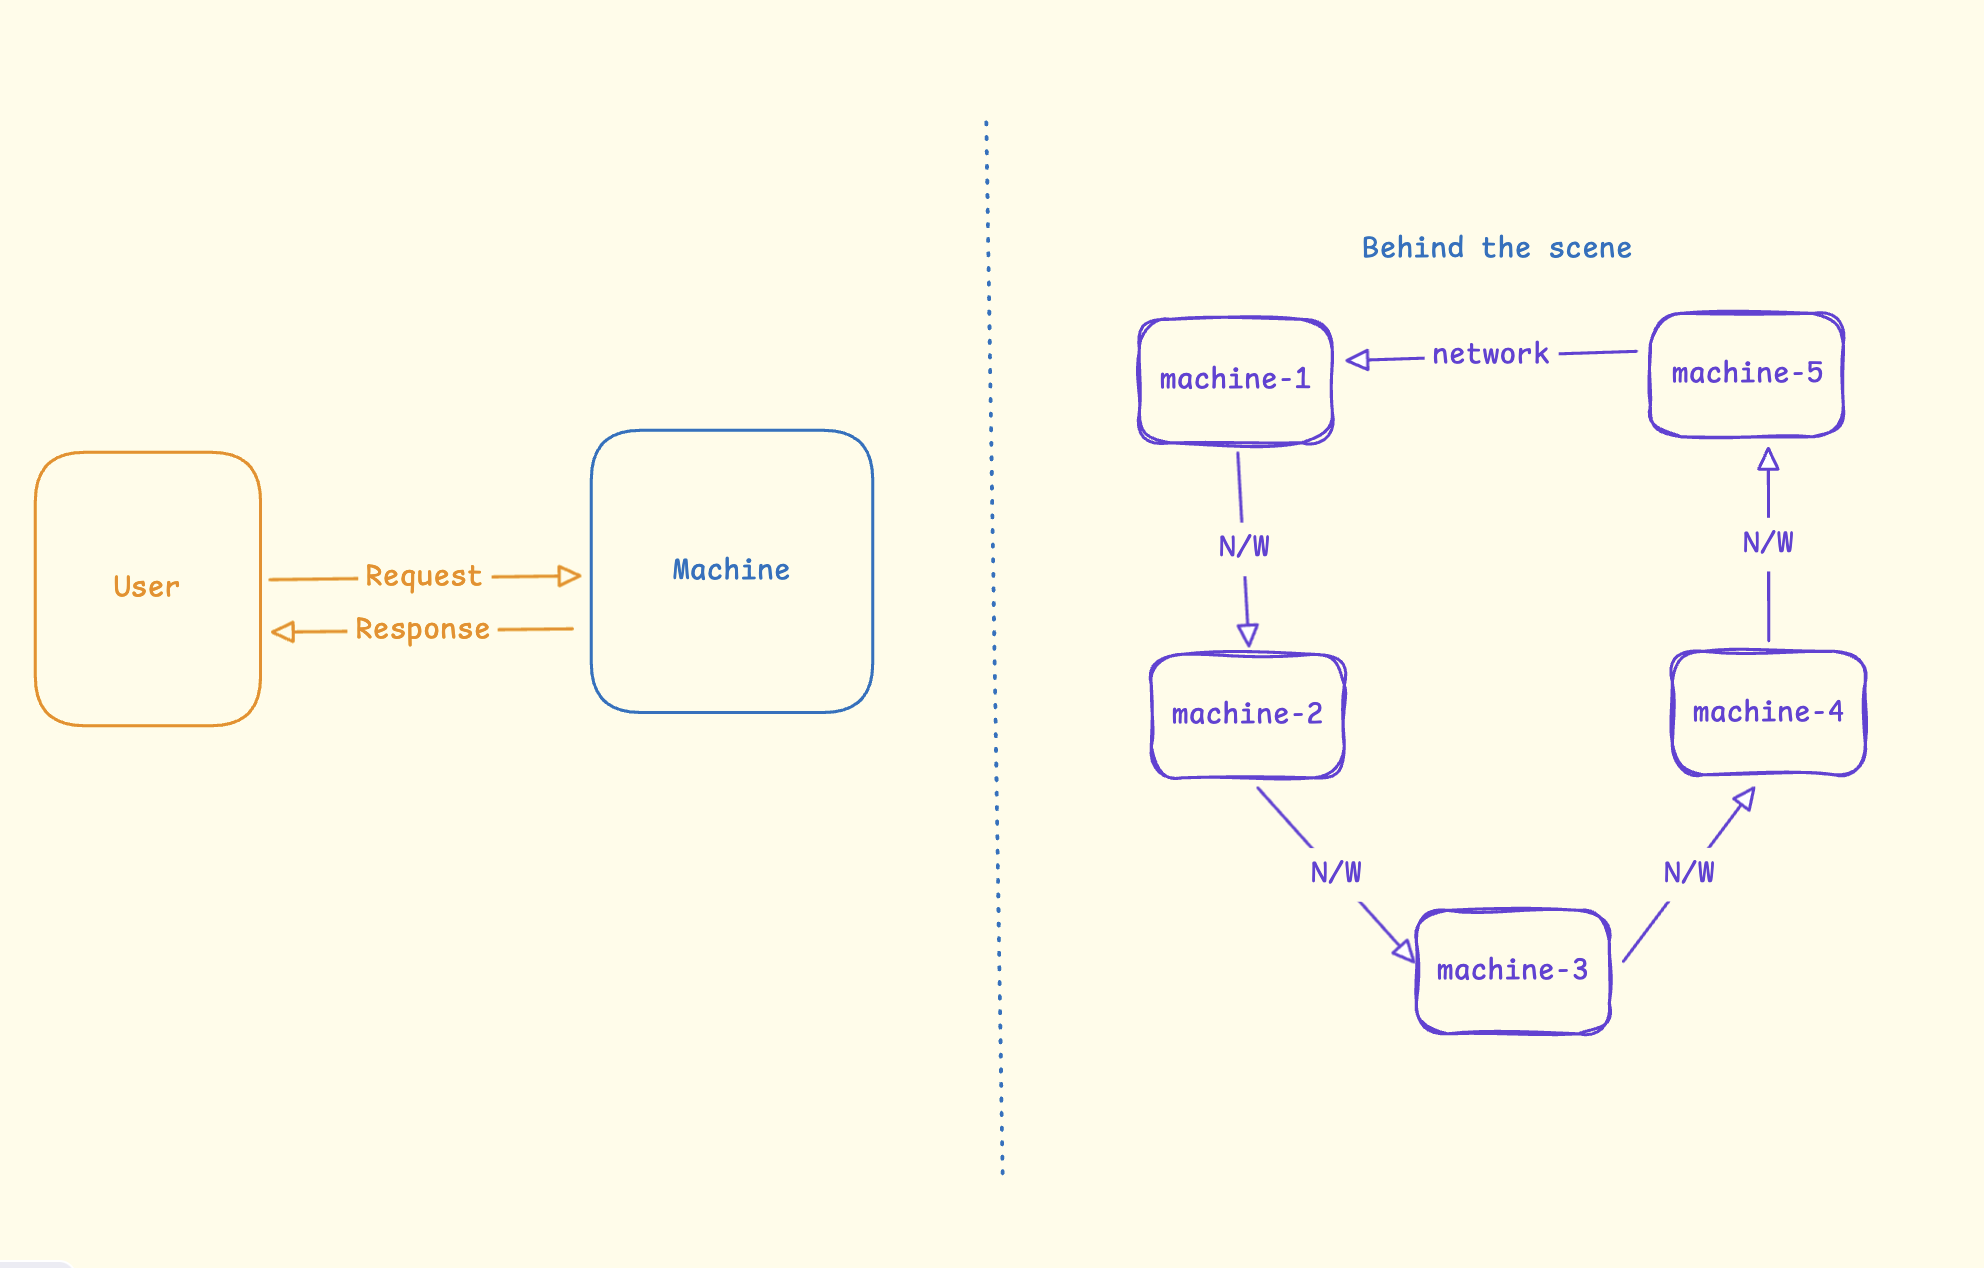 User
Request
Response
Machine
Behind the scene
machine-1
network
machine-5
N/W
N/W
machine-2
machine-4
N/W
N/W
machine-3